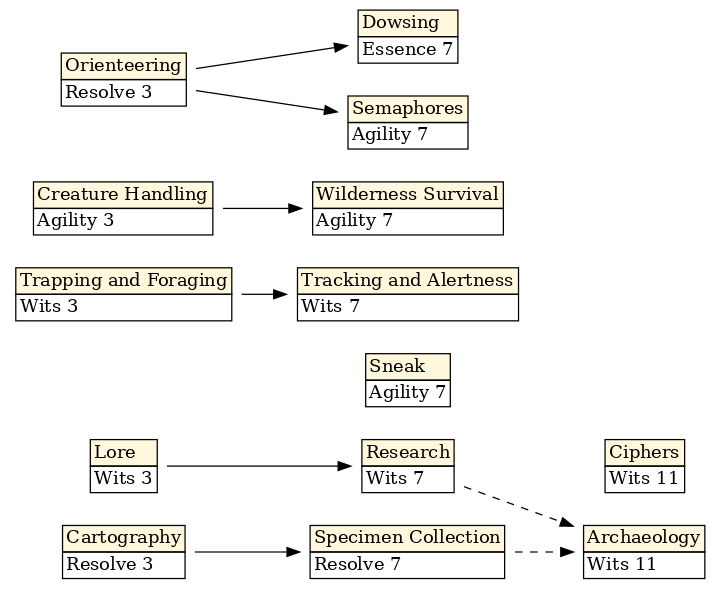 Dowsing
Essence 7
Orienteering
Resolve 3
Semaphores
Agility 7
Creature Handling
Agility 3
Wilderness Survival
Agility 7
Trapping and Foraging
Wits 3
Tracking and Alertness
Wits 7
Sneak
Agility 7
Lore
Wits 3
Research
Wits 7
Ciphers
Wits 11
Cartography
Resolve 3
Specimen Collection
Resolve 7
Archaeology
Wits 11